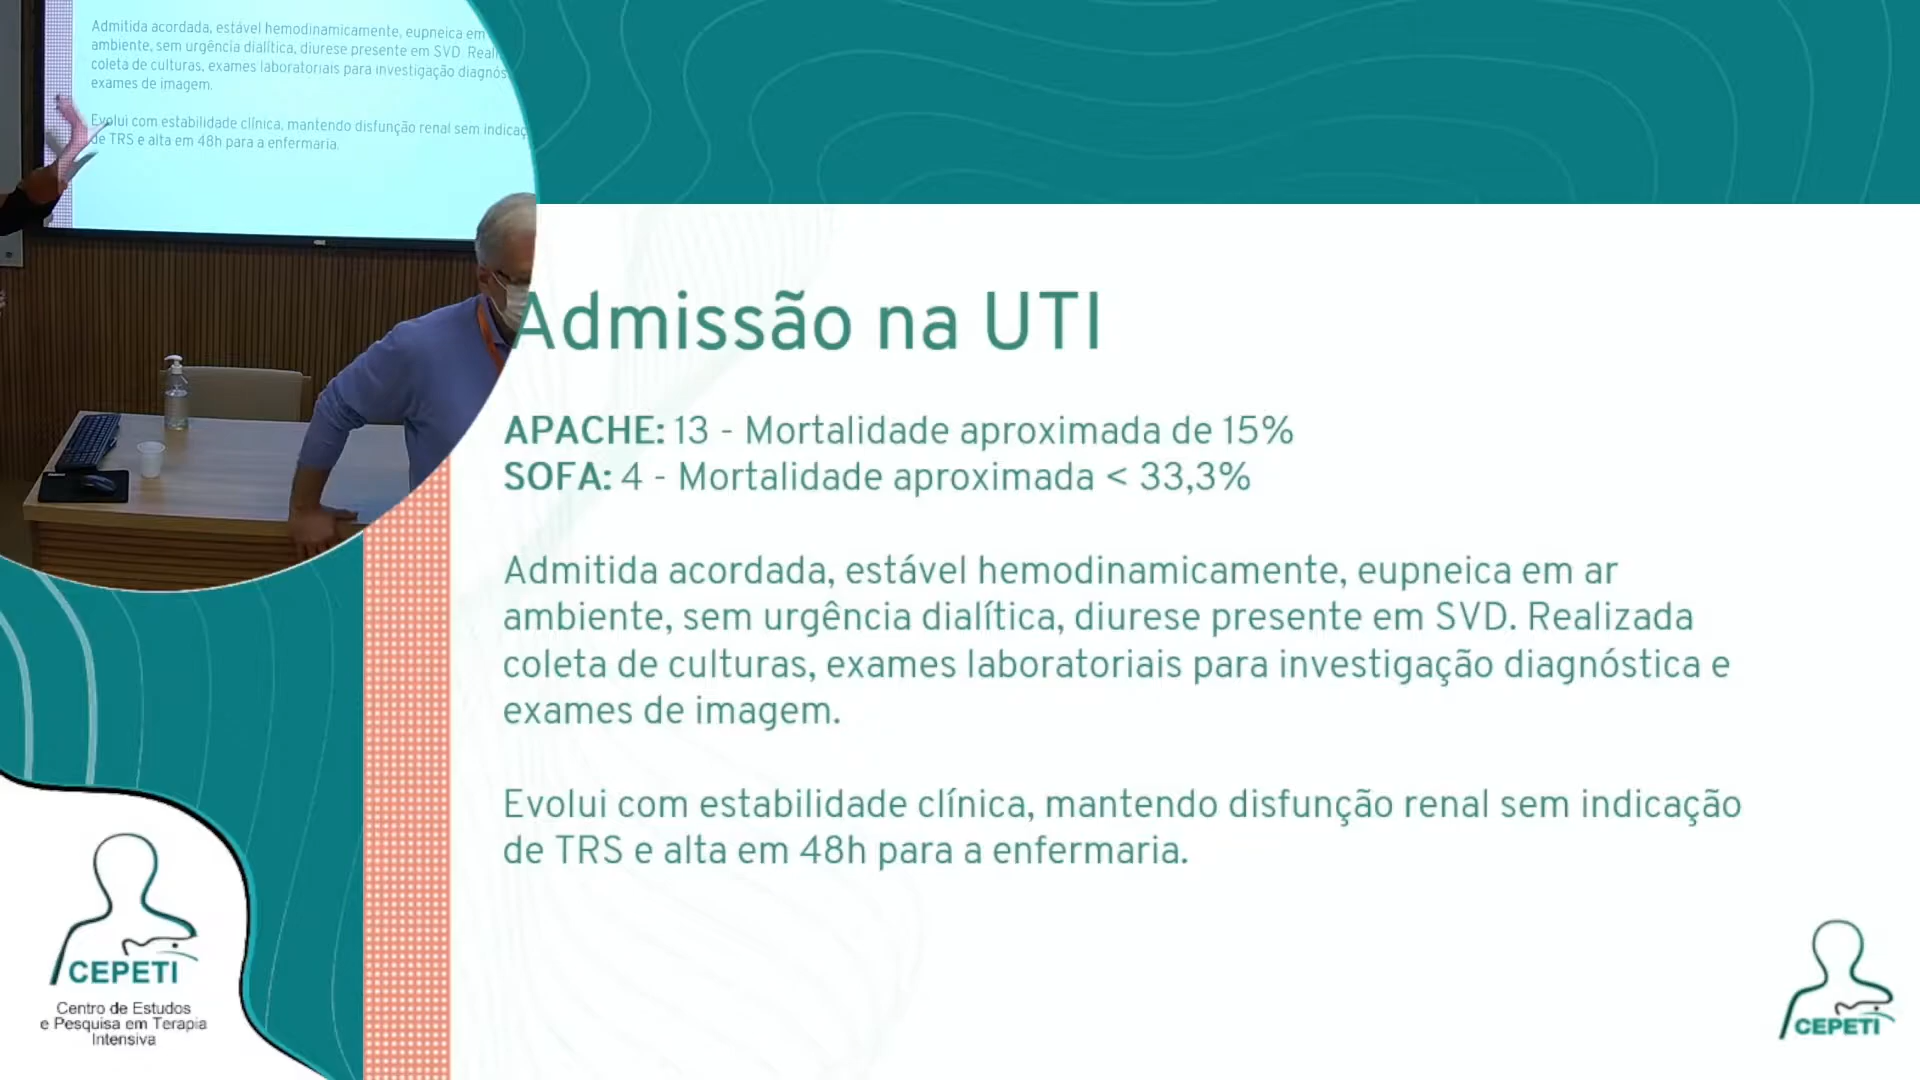 Admitida acordada, estável hemodinamicamente, eupneica em
ambiente, sem urgência dialítica, diurese presente em SVD.
coleta de culturas, exames laboratoriais para investigação
exames de imagem.
Evolui com estabilidade clínica, mantendo disfunção renal sem
de TRS e alta em 48h para a enfermaria.
Admissão na UTI
APACHE: 13 - Mortalidade aproximada de 15%
SOFA: 4 - Mortalidade aproximada < 33,3%
Admitida acordada, estável hemodinamicamente, eupneica em ar
ambiente, sem urgência dialítica, diurese presente em SVD. Realizada
coleta de culturas, exames laboratoriais para investigação diagnóstica e
exames de imagem.
Evolui com estabilidade clínica, mantendo disfunção renal sem indicação
de TRS e alta em 48h para a enfermaria.
CEPETI
Centro de Estudos
e Pesquisa em Terapia
Intensiva
CEPETI